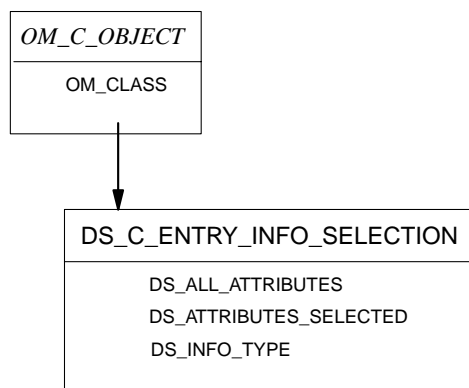 OM_C_OBJECT
OM_CLASS
DS_C_ENTRY_INFO_SELECTION
DS_ALL_ATTRIBUTES
DS_ATTRIBUTES_SELECTED
DS_INFO_TYPE